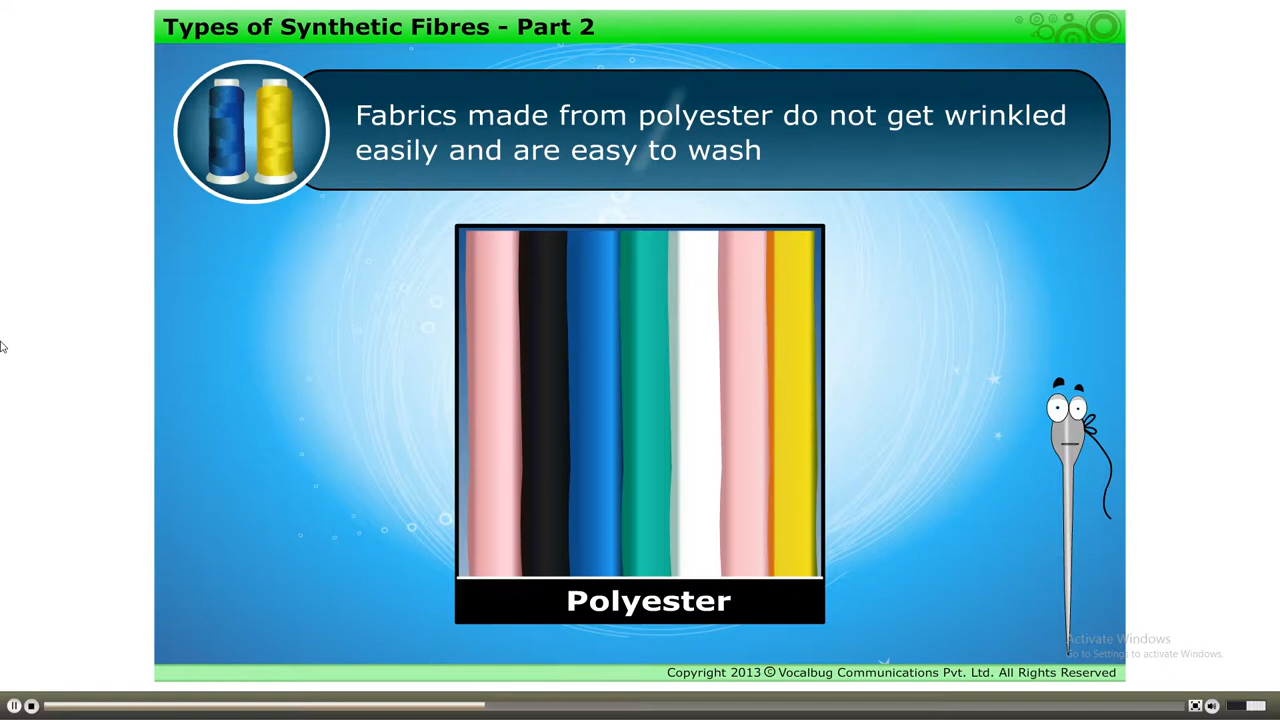 Types of Synthetic Fibres - Part 2
Fabrics made from polyester do not get wrinkled
easily and are easy to wash
Polyester
Activate Windows
Go to Settings to activate Windows.
Copyright 2013 © Vocalbug Communications Pvt. Ltd. All Rights Reserved